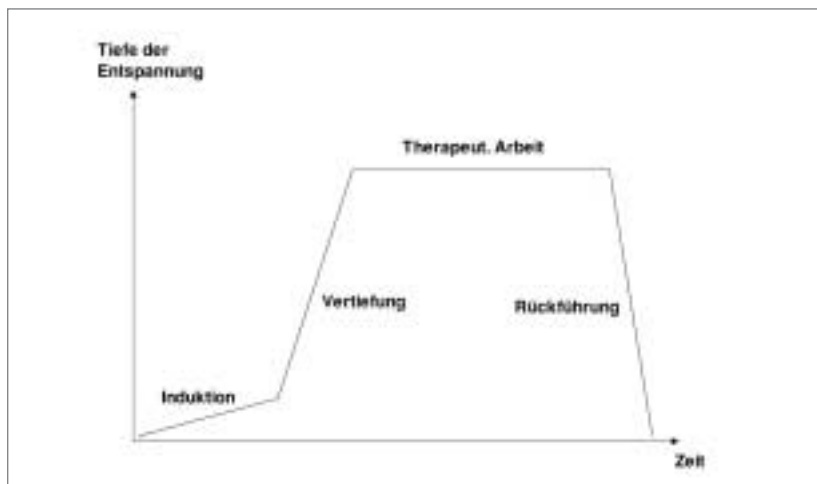 Tiefe der
Entspannung
Therapeut. Arbeit
Vertiefung
Rückführung
Induktion
Zeit